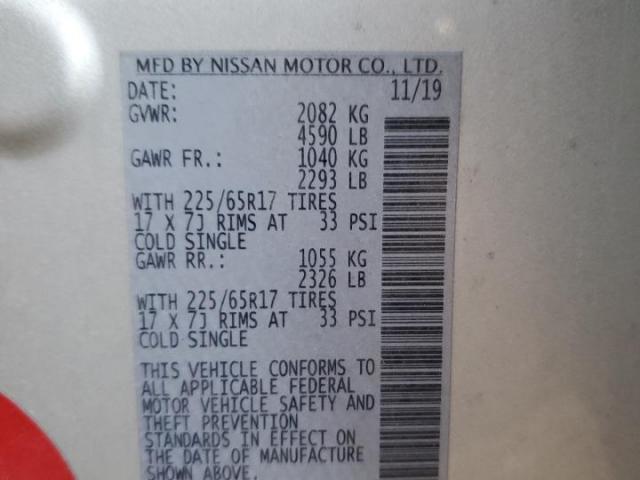 MFD BY NISSAN MOTOR CO., LTD.
DATE: 11/19
GVWR: 2082 KG
4590 LB
GAWR FR.: 1040 KG
2293 LB
WITH 225/65R17 TIRES
17 X 7J RIMS AT 33 PSI
COLD SINGLE
GAWR RR.: 1055 KG
2326 LB
WITH 225/65R17 TIRES
17 X 7J RIMS AT 33 PSI
COLD SINGLE
THIS VEHICLE CONFORMS TO
ALL APPLICABLE FEDERAL
MOTOR VEHICLE SAFETY AND
THEFT PREVENTION
STANDARDS IN EFFECT ON
THE DATE OF MANUFACTURE
SHOWN ABOVE.